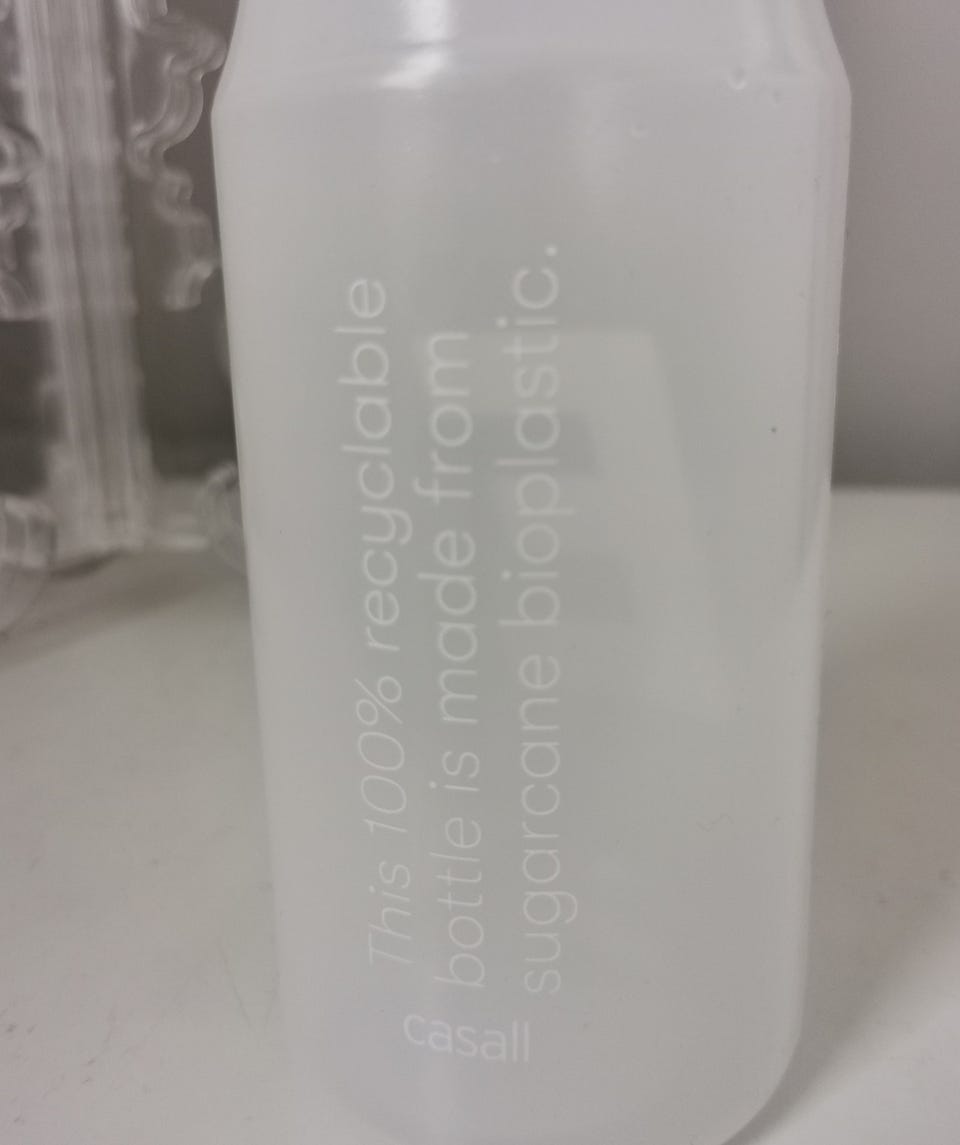 This 100% recyclable
bottle is made from
sugarcane bioplastic.
casall